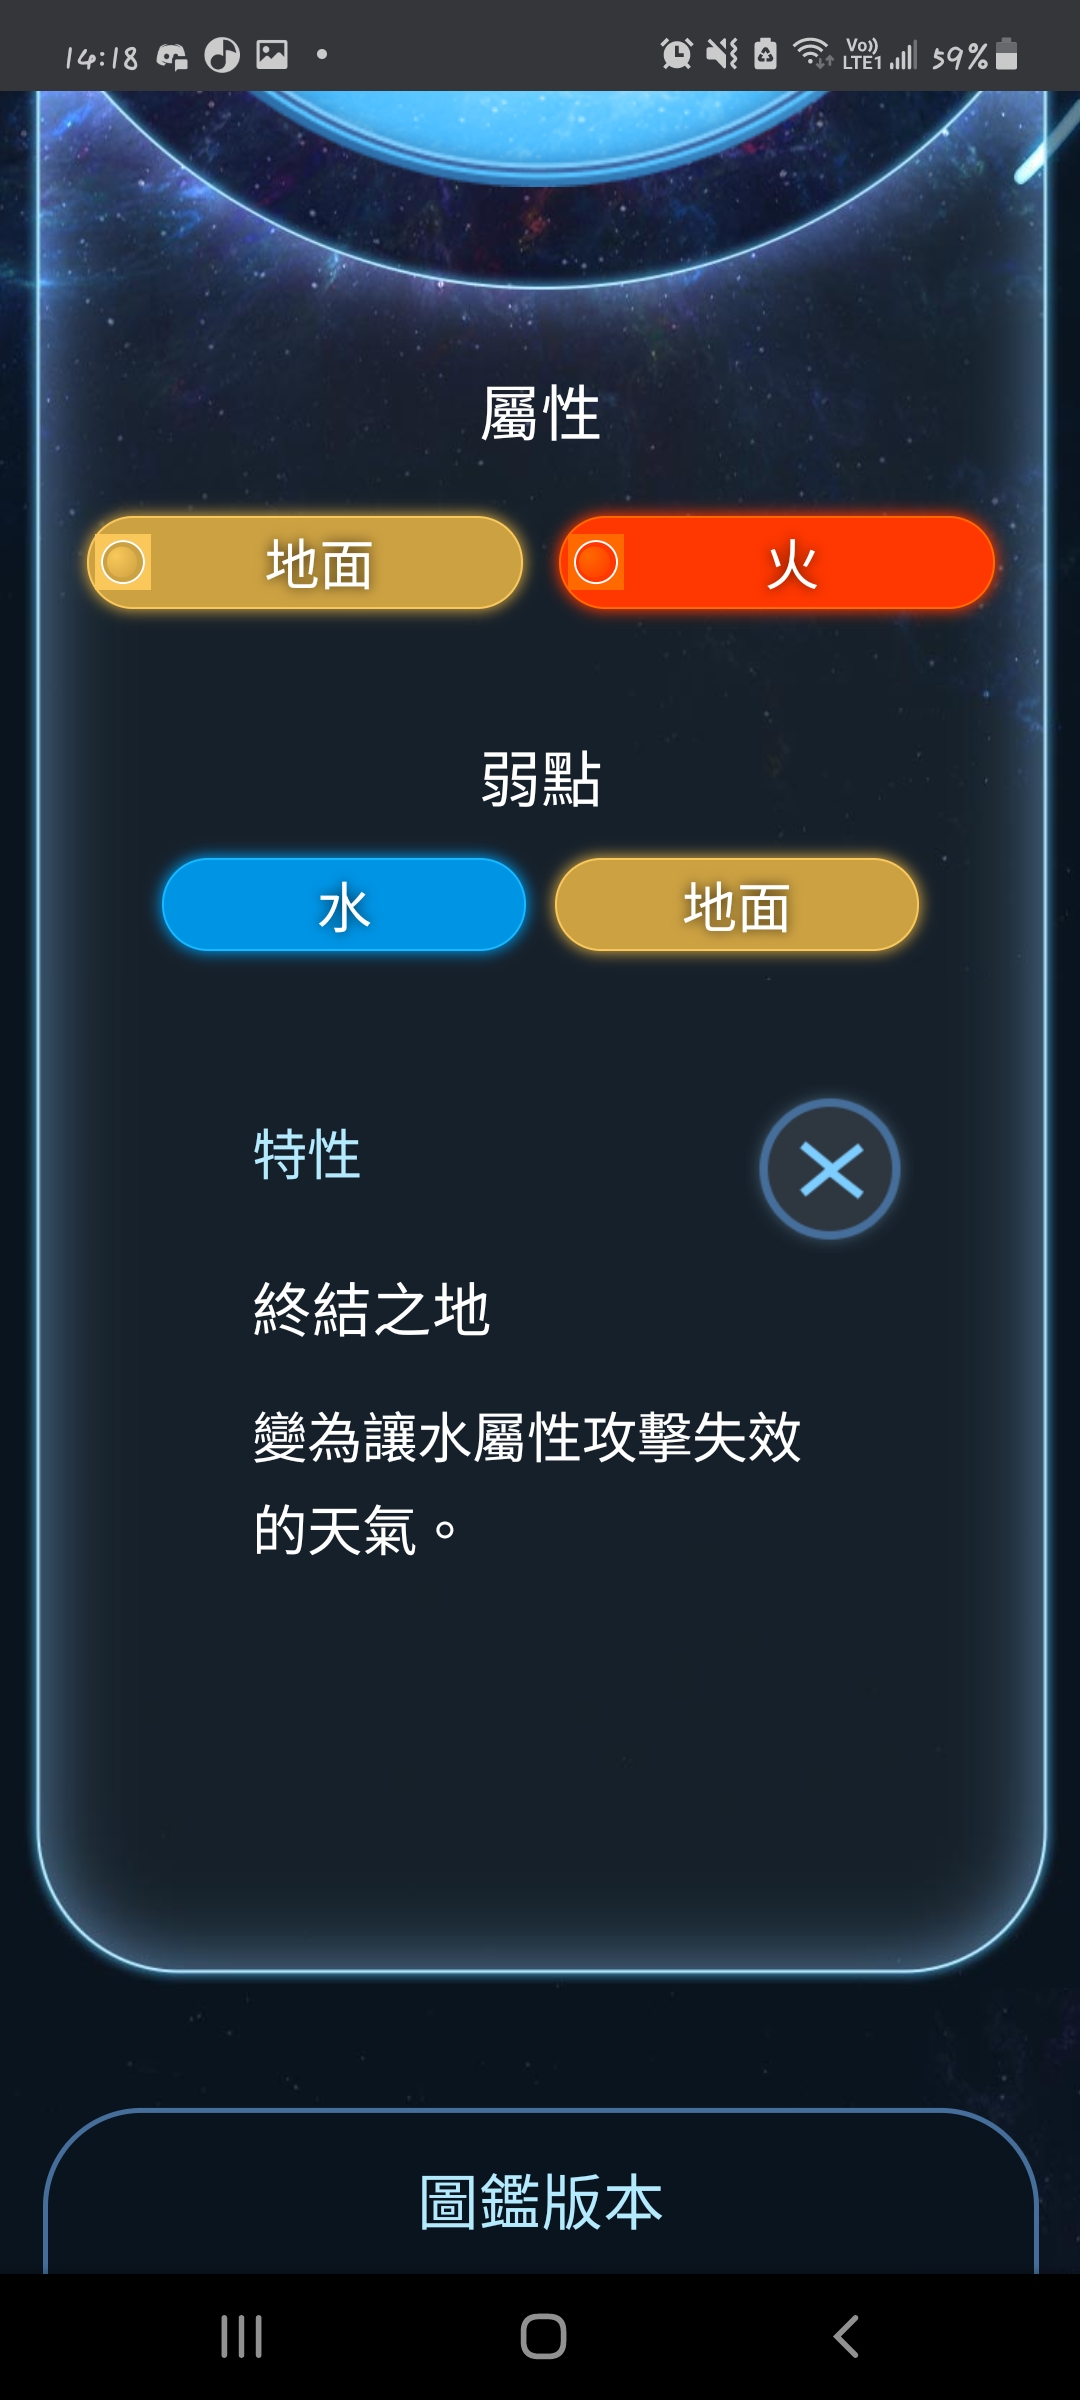 14:18
Vo))
LTE1
59%
屬性
地面
火
弱點
水
地面
特性
終結之地
變為讓水屬性攻擊失效
的天氣。
圖鑑版本